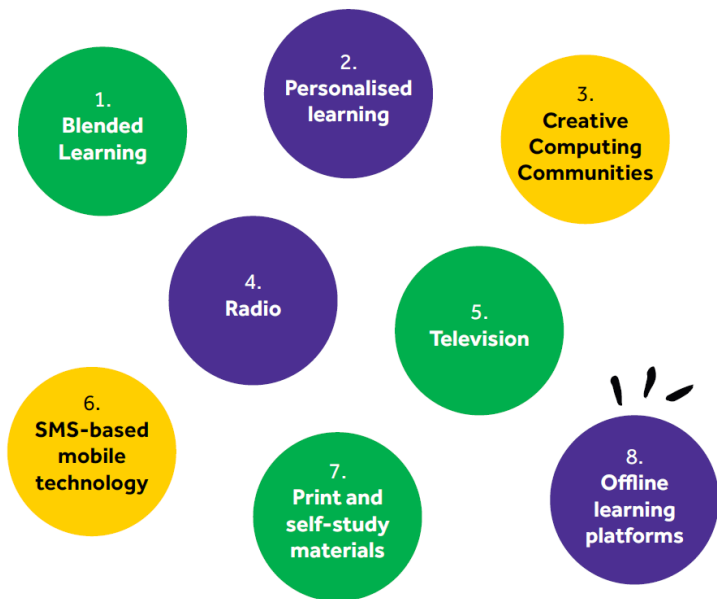 1.
Blended
Learning
2.
Personalised
learning
3.
Creative
Computing
Communities
4.
Radio
5.
Television
6.
SMS-based
mobile
technology
7.
Print and
self-study
materials
8.
Offline
learning
platforms